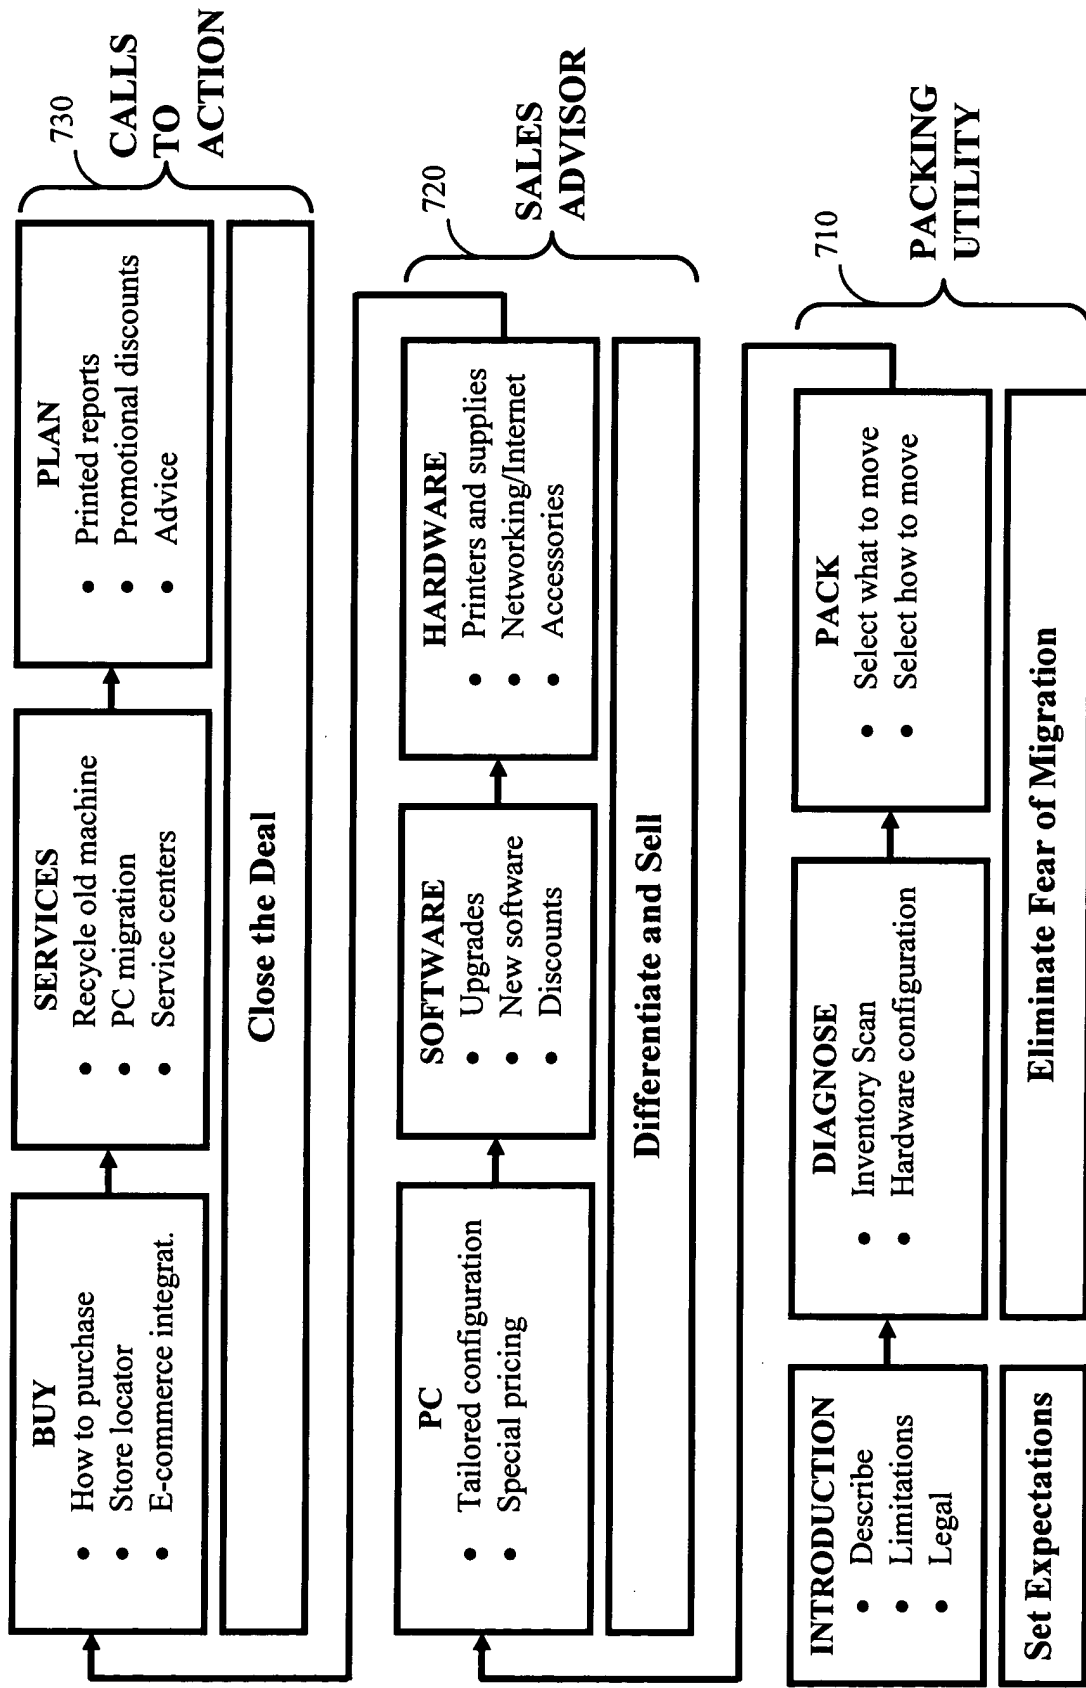 BUY
• How to purchase
• Store locator
• E-commerce integrat.
SERVICES
• Recycle old machine
• PC migration
• Service centers
PLAN
• Printed reports
• Promotional discounts
• Advice
Close the Deal
730
CALLS
TO
ACTION
PC
• Tailored configuration
• Special pricing
SOFTWARE
• Upgrades
• New software
• Discounts
HARDWARE
• Printers and supplies
• Networking/Internet
• Accessories
Differentiate and Sell
720
SALES
ADVISOR
INTRODUCTION
• Describe
• Limitations
• Legal
DIAGNOSE
• Inventory Scan
• Hardware configuration
PACK
• Select what to move
• Select how to move
Set Expectations
Eliminate Fear of Migration
710
PACKING
UTILITY